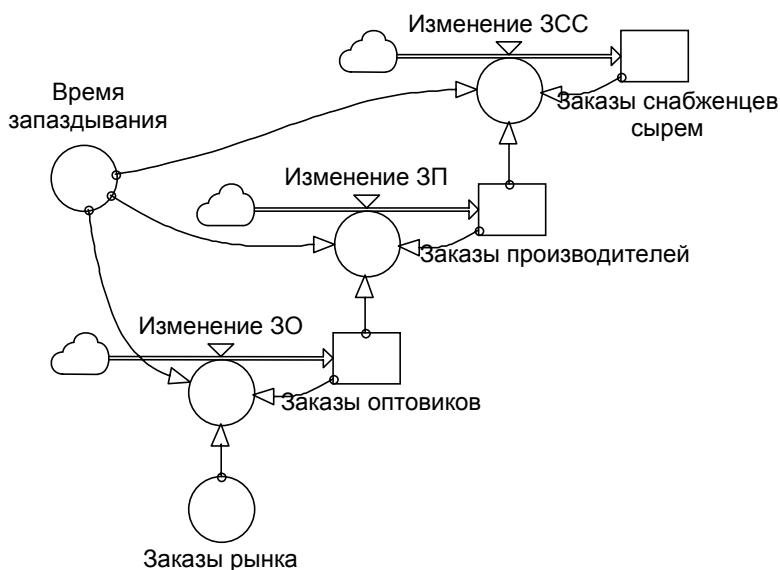 Изменение ЗСС
Время
запаздывания
Заказы снабженцев
сырем
Изменение ЗП
Заказы производителей
Изменение ЗО
Заказы оптовиков
Заказы рынка